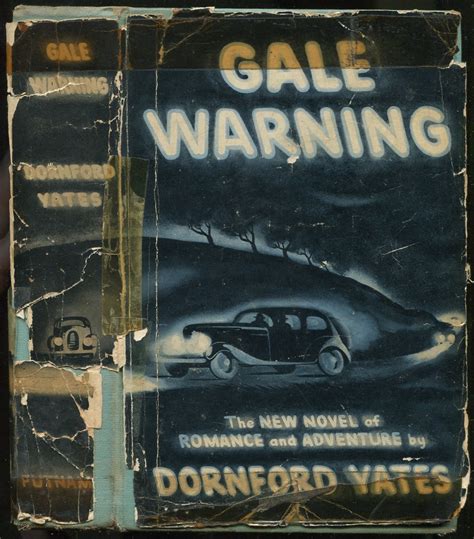 GALE
WARNING
DORNFORD
YATES
PUTNAM
GALE
WARNING
The NEW NOVEL of
ROMANCE and ADVENTURE by
DORNFORD YATES